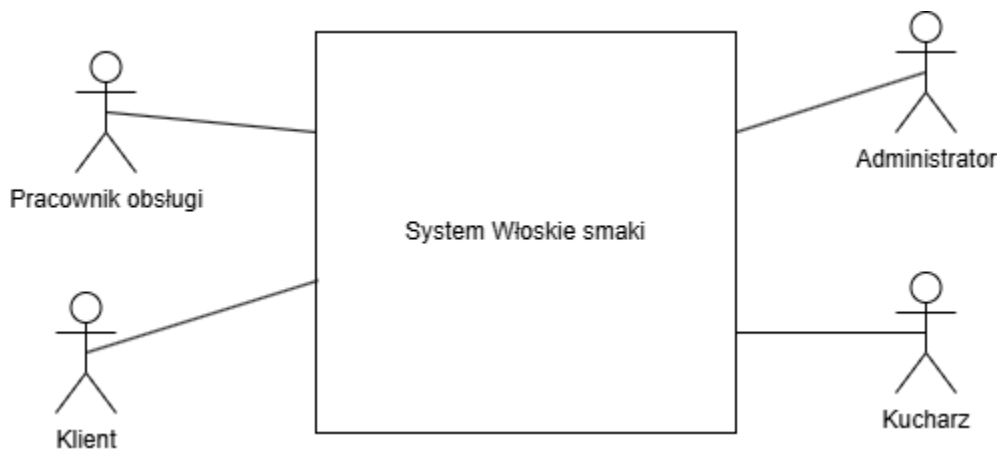 Pracownik obsługi
Administrator
System Włoskie smaki
Klient
Kucharz